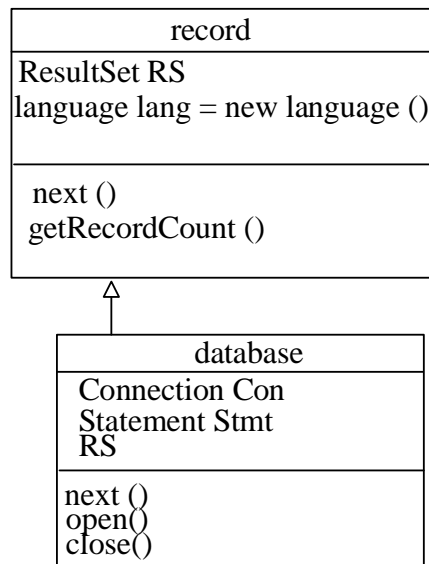 record
ResultSet RS
language lang = new language ()
next ()
getRecordCount ()
database
Connection Con
Statement Stmt
RS
next ()
open()
close()